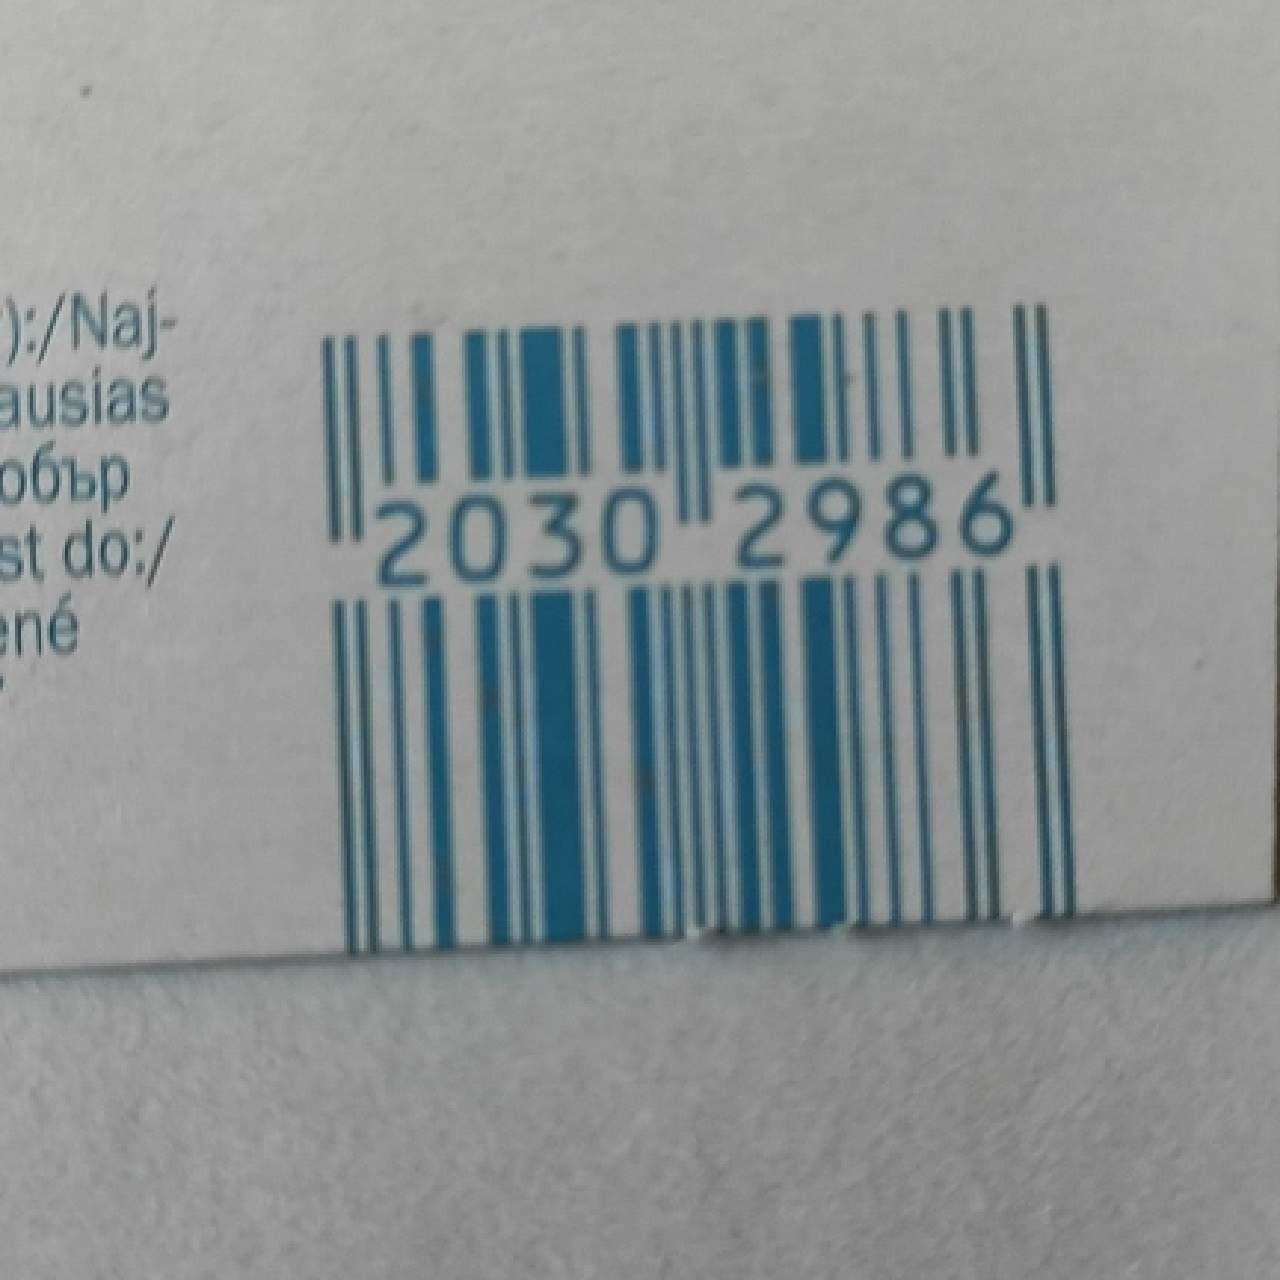 ):/Naj-
ausias
обър
st do:/
ené
2030 2986